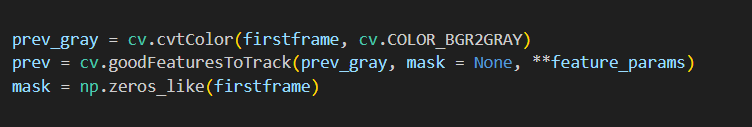 prev_gray = cv.cvtColor(firstframe, cv.COLOR_BGR2GRAY)
prev = cv.goodFeaturesToTrack(prev_gray, mask = None, **feature_params)
mask = np.zeros_like(firstframe)